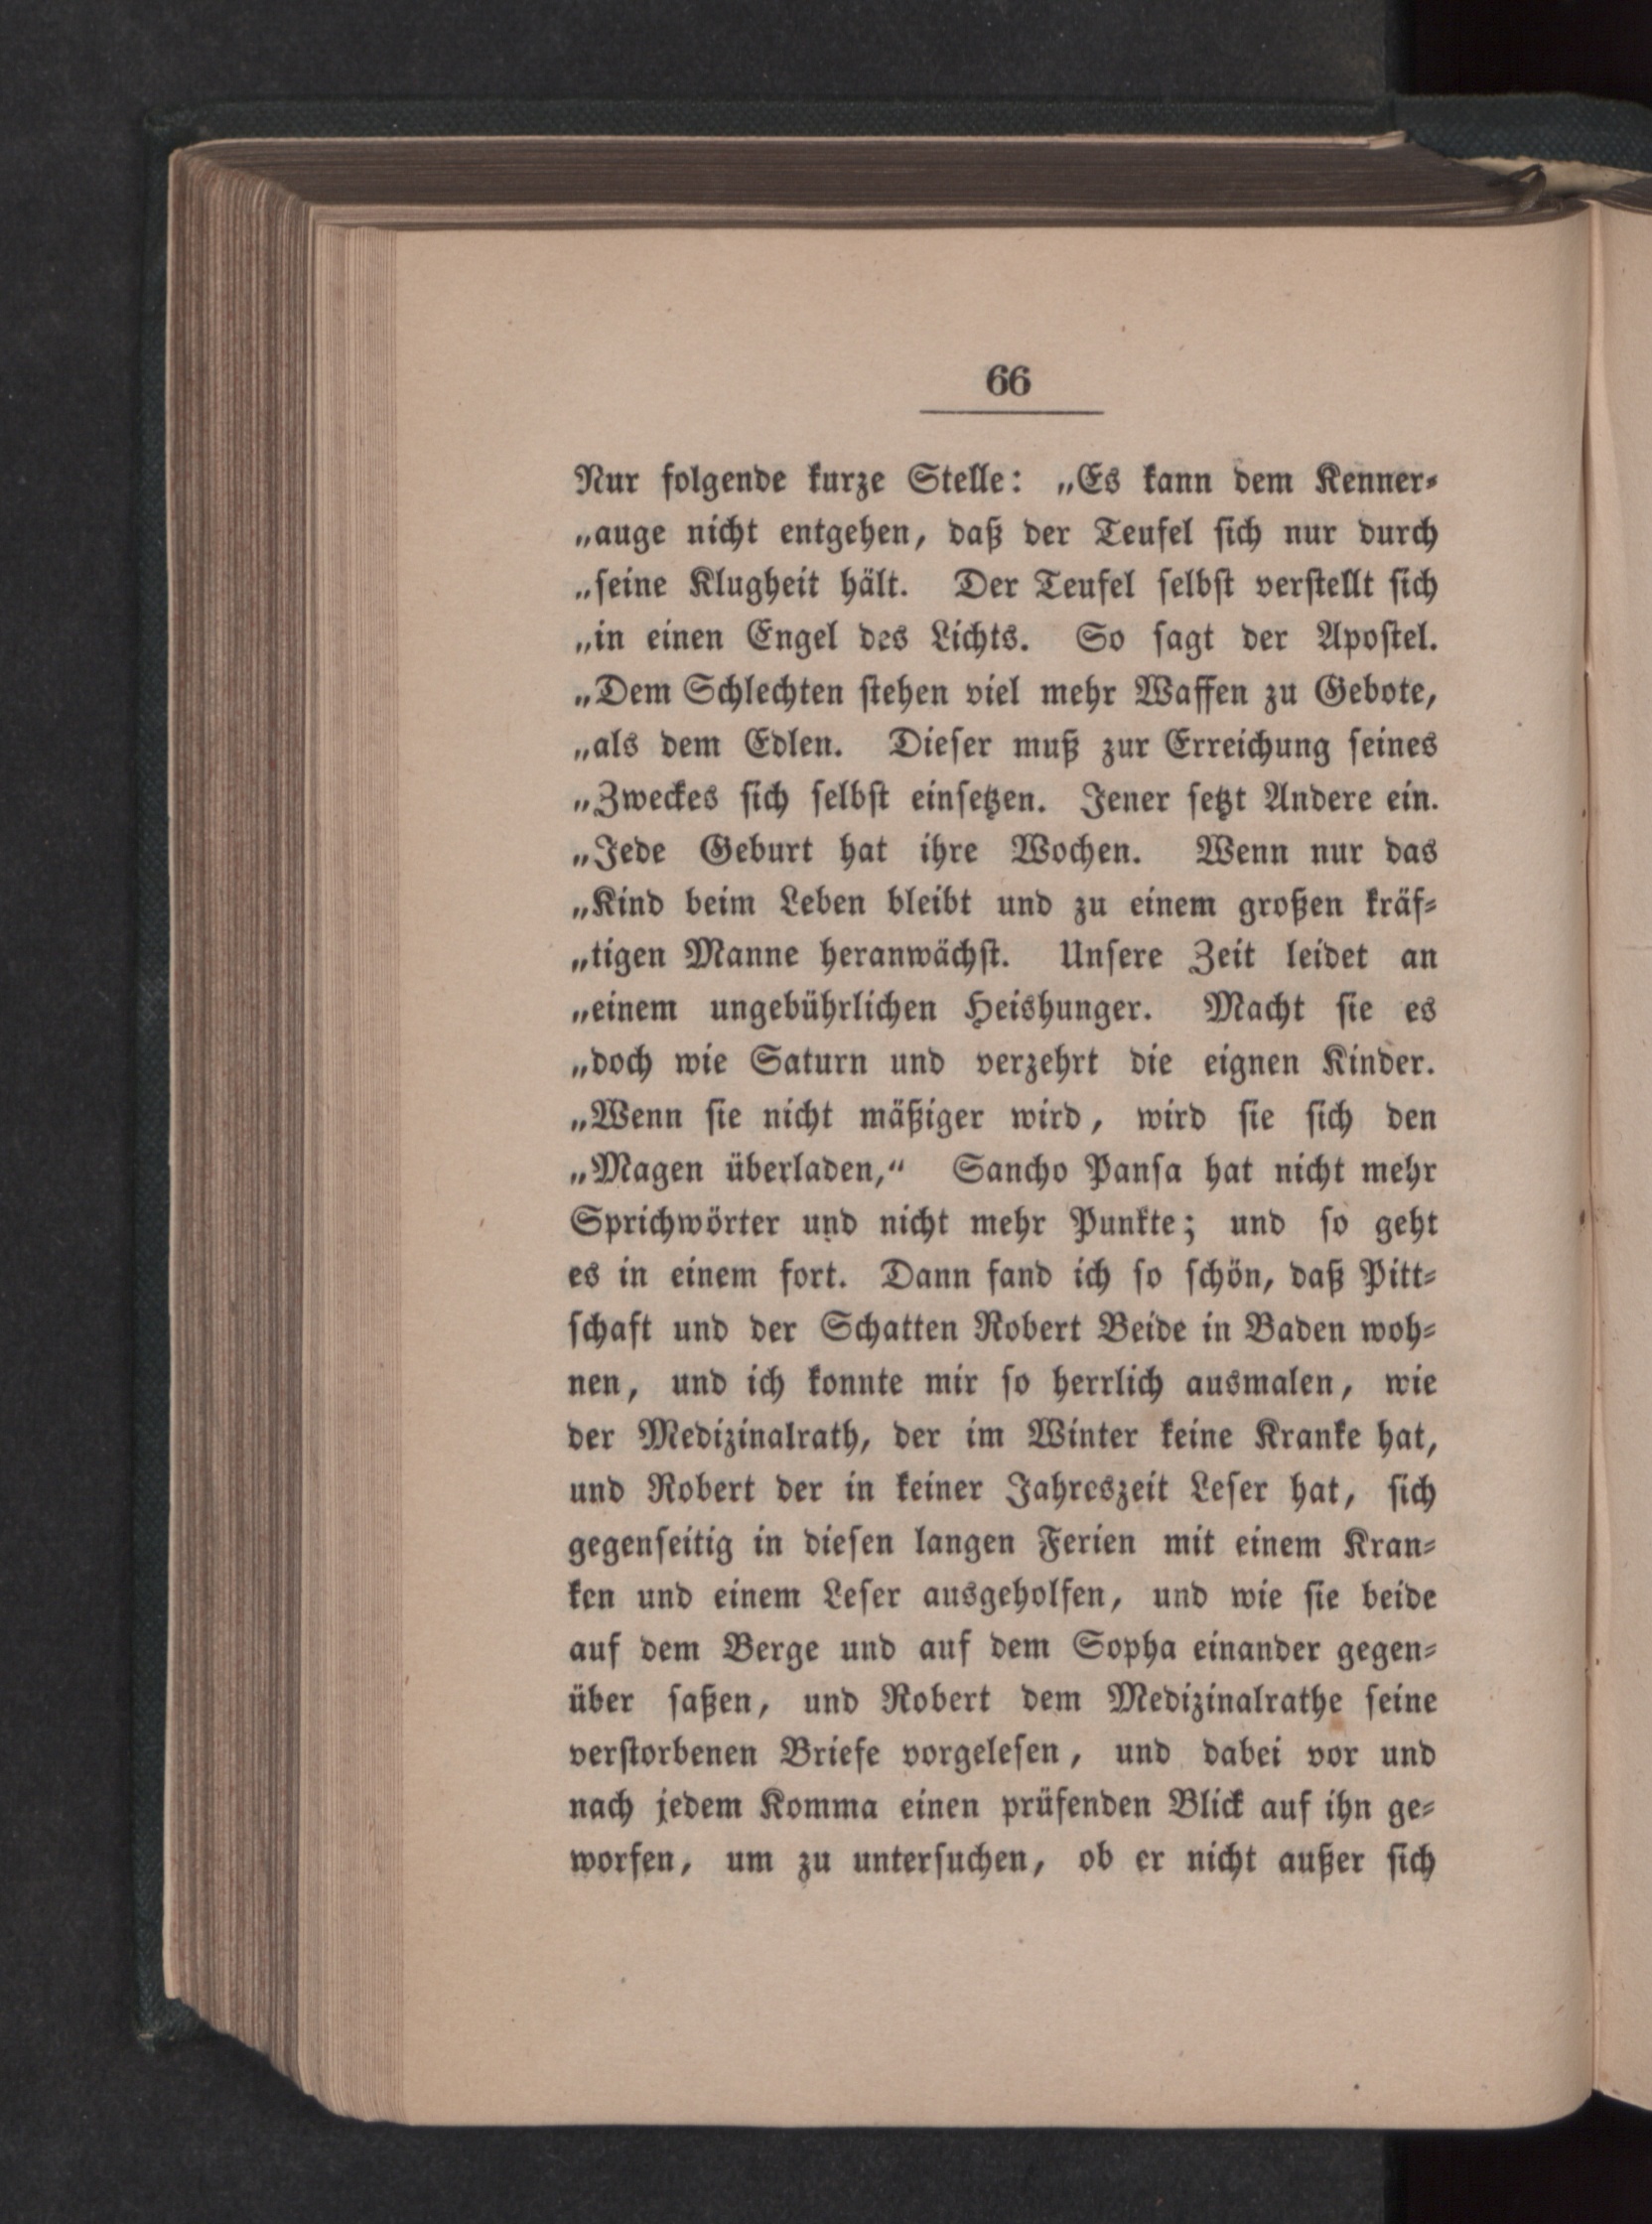 66
Nur folgende kurze Stelle: „Es kann dem Kenner-
„auge nicht entgehen, daß der Teufel sich nur durch
„seine Klugheit hält. Der Teufel selbst verstellt sich
„in einen Engel des Lichts. So sagt der Apostel.
„Dem Schlechten stehen viel mehr Waffen zu Gebote,
„als dem Edlen. Dieser muß zur Erreichung seines
„Zweckes sich selbst einsetzen. Jener setzt Andere ein.
„Jede Geburt hat ihre Wochen. Wenn nur das
„Kind beim Leben bleibt und zu einem großen kräf-
„tigen Manne heranwächst. Unsere Zeit leidet an
„einem ungebührlichen Heishunger. Macht sie es
„doch wie Saturn und verzehrt die eignen Kinder.
„Wenn sie nicht mäßiger wird, wird sie sich den
„Magen überladen,“ Sancho Pansa hat nicht mehr
Sprichwörter und nicht mehr Punkte; und so geht
es in einem fort. Dann fand ich so schön, daß Pitt-
schaft und der Schatten Robert Beide in Baden woh-
nen, und ich konnte mir so herrlich ausmalen, wie
der Medizinalrath, der im Winter keine Kranke hat,
und Robert der in keiner Jahreszeit Leser hat, sich
gegenseitig in diesen langen Ferien mit einem Kran-
ken und einem Leser ausgeholfen, und wie sie beide
auf dem Berge und auf dem Sopha einander gegen-
über saßen, und Robert dem Medizinalrathe seine
verstorbenen Briefe vorgelesen, und dabei vor und
nach jedem Komma einen prüfenden Blick auf ihn ge-
worfen, um zu untersuchen, ob er nicht außer sich